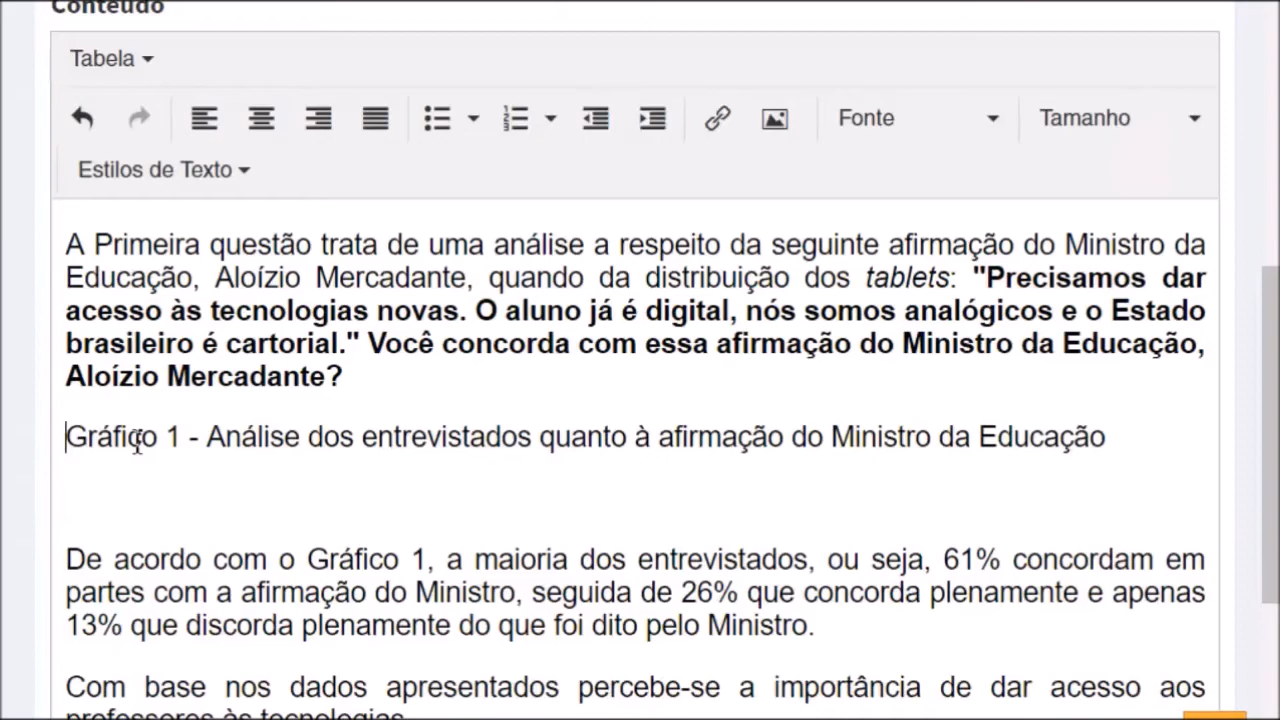 Conteúdo
Tabela
Fonte
Tamanho
Estilos de Texto
A Primeira questão trata de uma análise a respeito da seguinte afirmação do Ministro da
Educação, Aloízio Mercadante, quando da distribuição dos tablets: "Precisamos dar
acesso às tecnologias novas. O aluno já é digital, nós somos analógicos e o Estado
brasileiro é cartorial." Você concorda com essa afirmação do Ministro da Educação,
Aloízio Mercadante?
Gráfico 1 - Análise dos entrevistados quanto à afirmação do Ministro da Educação
De acordo com o Gráfico 1, a maioria dos entrevistados, ou seja, 61% concordam em
partes com a afirmação do Ministro, seguida de 26% que concorda plenamente e apenas
13% que discorda plenamente do que foi dito pelo Ministro.
Com base nos dados apresentados percebe-se a importância de dar acesso aos
professores às tecnologias.